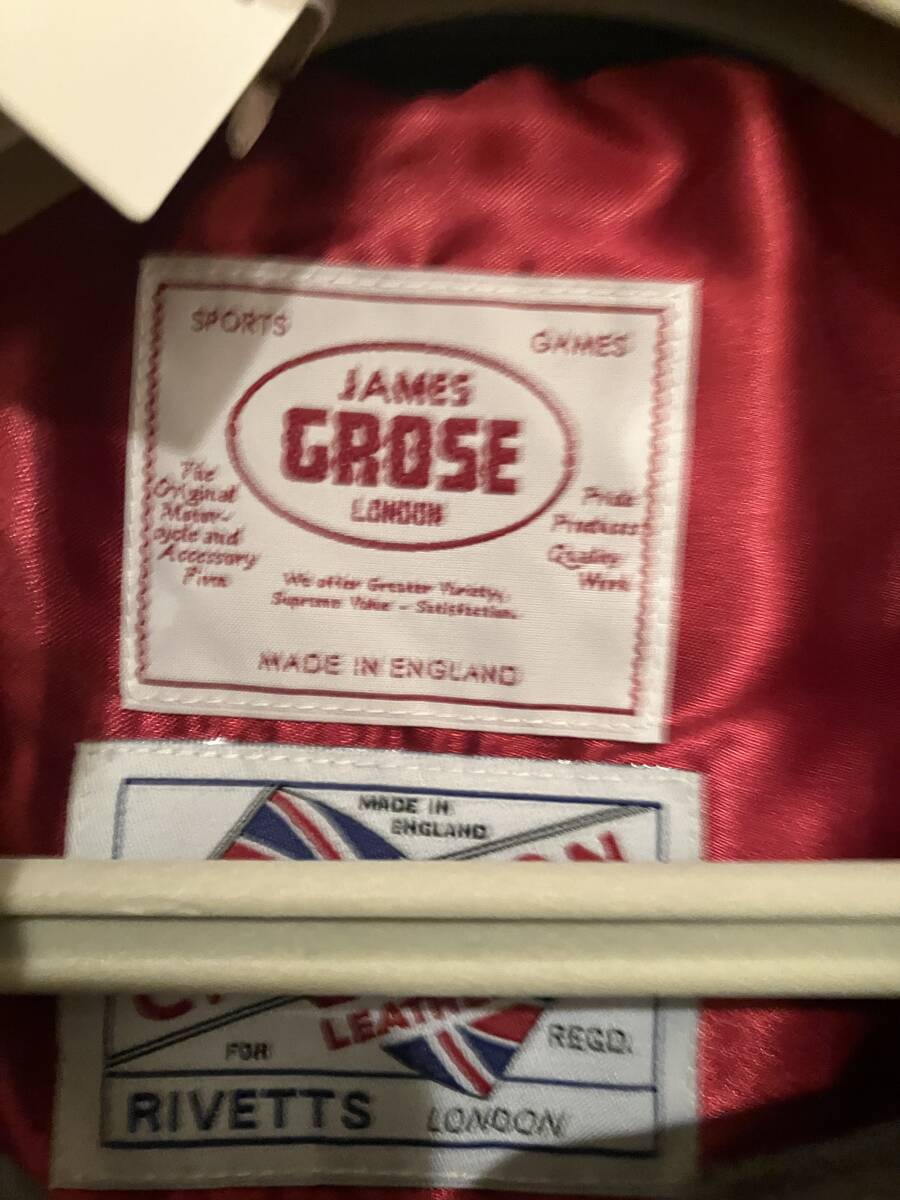 SPORTS
GAMES
JAMES
GROSE
LONDON
The
Original
Motor-
cycle and
Accessory
Firm
Pride
Produces
Quality
Work
We offer Greater Variety,
Supreme Value - Satisfaction.
MADE IN ENGLAND
MADE IN
ENGLAND
FOR
REGD.
RIVETTS LONDON